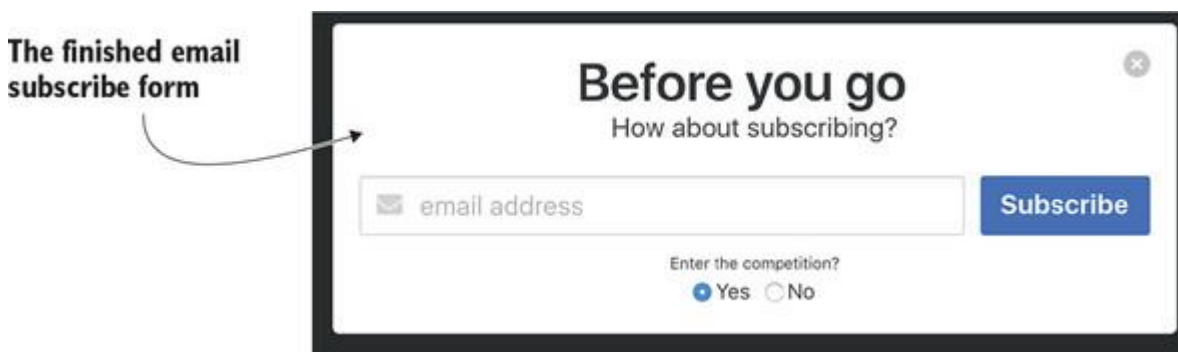 The finished email
subscribe form
Before you go
How about subscribing?
email address
Subscribe
Enter the competition?
Yes No